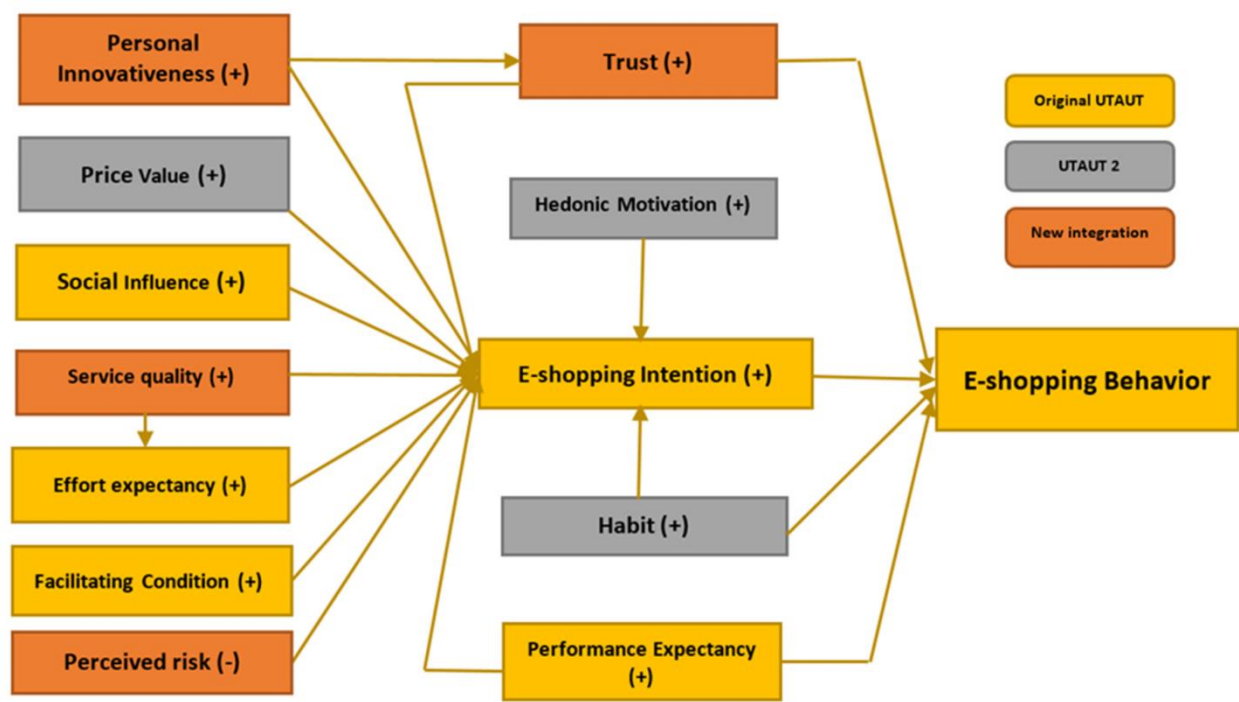 Personal
Innovativeness (+)
Trust (+)
Original UTAUT
Price Value (+)
UTAUT 2
Hedonic Motivation (+)
New integration
Social Influence (+)
Service quality (+)
E-shopping Intention (+)
E-shopping Behavior
Effort expectancy (+)
Habit (+)
Facilitating Condition (+)
Perceived risk (-)
Performance Expectancy
(+)